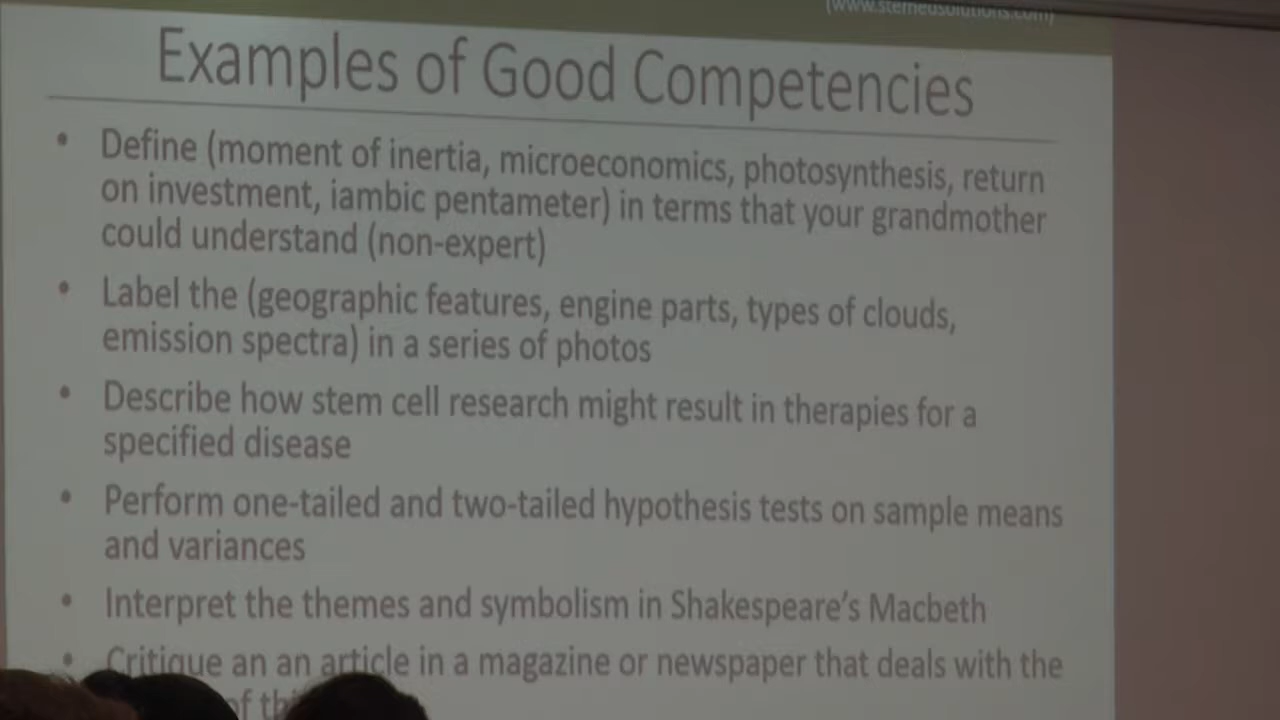 (www.stemedsolutions.com)
Examples of Good Competencies
• Define (moment of inertia, microeconomics, photosynthesis, return
on investment, iambic pentameter) in terms that your grandmother
could understand (non-expert)
• Label the (geographic features, engine parts, types of clouds,
emission spectra) in a series of photos
• Describe how stem cell research might result in therapies for a
specified disease
• Perform one-tailed and two-tailed hypothesis tests on sample means
and variances
• Interpret the themes and symbolism in Shakespeare's Macbeth
• Critique an an article in a magazine or newspaper that deals with the
of